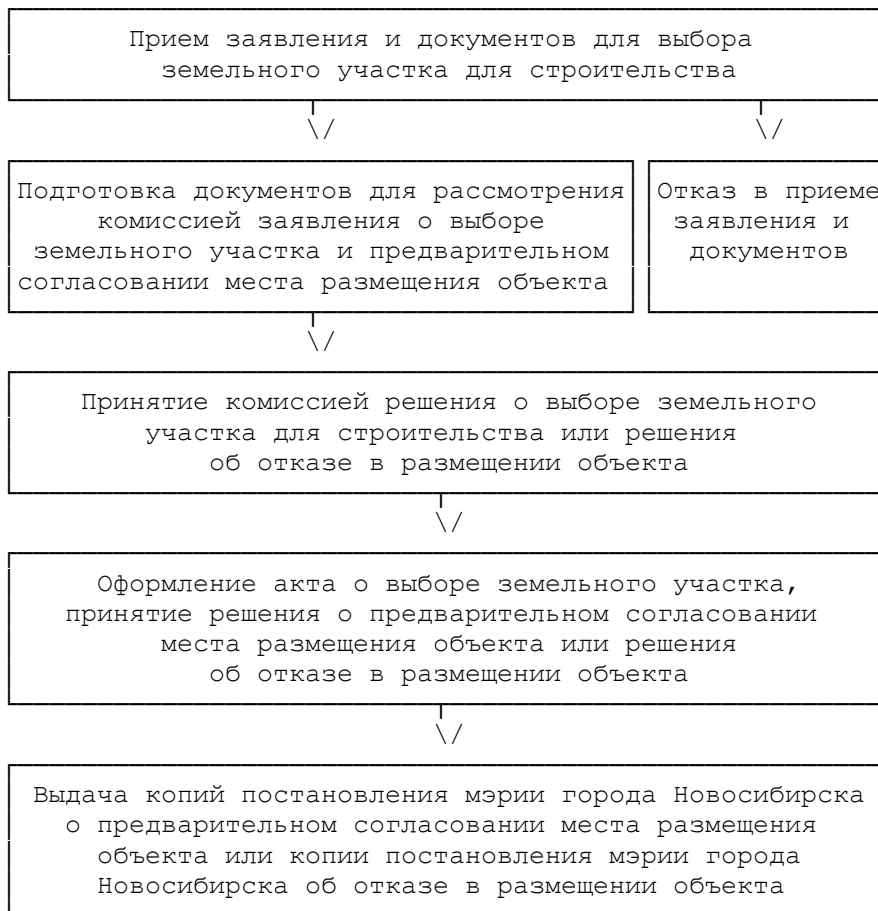 Прием заявления и документов для выбора
земельного участка для строительства
\/ \/
Подготовка документов для рассмотрения
комиссией заявления о выборе
земельного участка и предварительном
согласовании места размещения объекта
Отказ в приеме
заявления и
документов
\/
Принятие комиссией решения о выборе земельного
участка для строительства или решения
об отказе в размещении объекта
\/
Оформление акта о выборе земельного участка,
принятие решения о предварительном согласовании
места размещения объекта или решения
об отказе в размещении объекта
\/
Выдача копий постановления мэрии города Новосибирска
о предварительном согласовании места размещения
объекта или копии постановления мэрии города
Новосибирска об отказе в размещении объекта